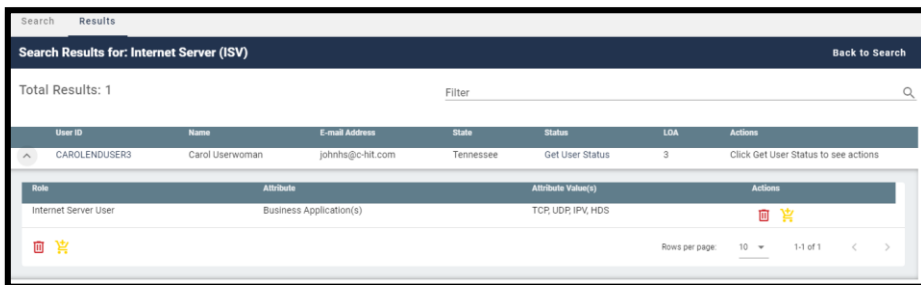 Search Results
Search Results for: Internet Server (ISV) Back to Search
Total Results: 1 Filter
User ID Name E-mail Address State Status LOA Actions
CAROLENDUSER3 Carol Userwoman johnhs@c-hit.com Tennessee Get User Status 3 Click Get User Status to see actions
Role Attribute Attribute Value(s) Actions
Internet Server User Business Application(s) TCP, UDP, IPV, HDS
Rows per page: 10 1-1 of 1